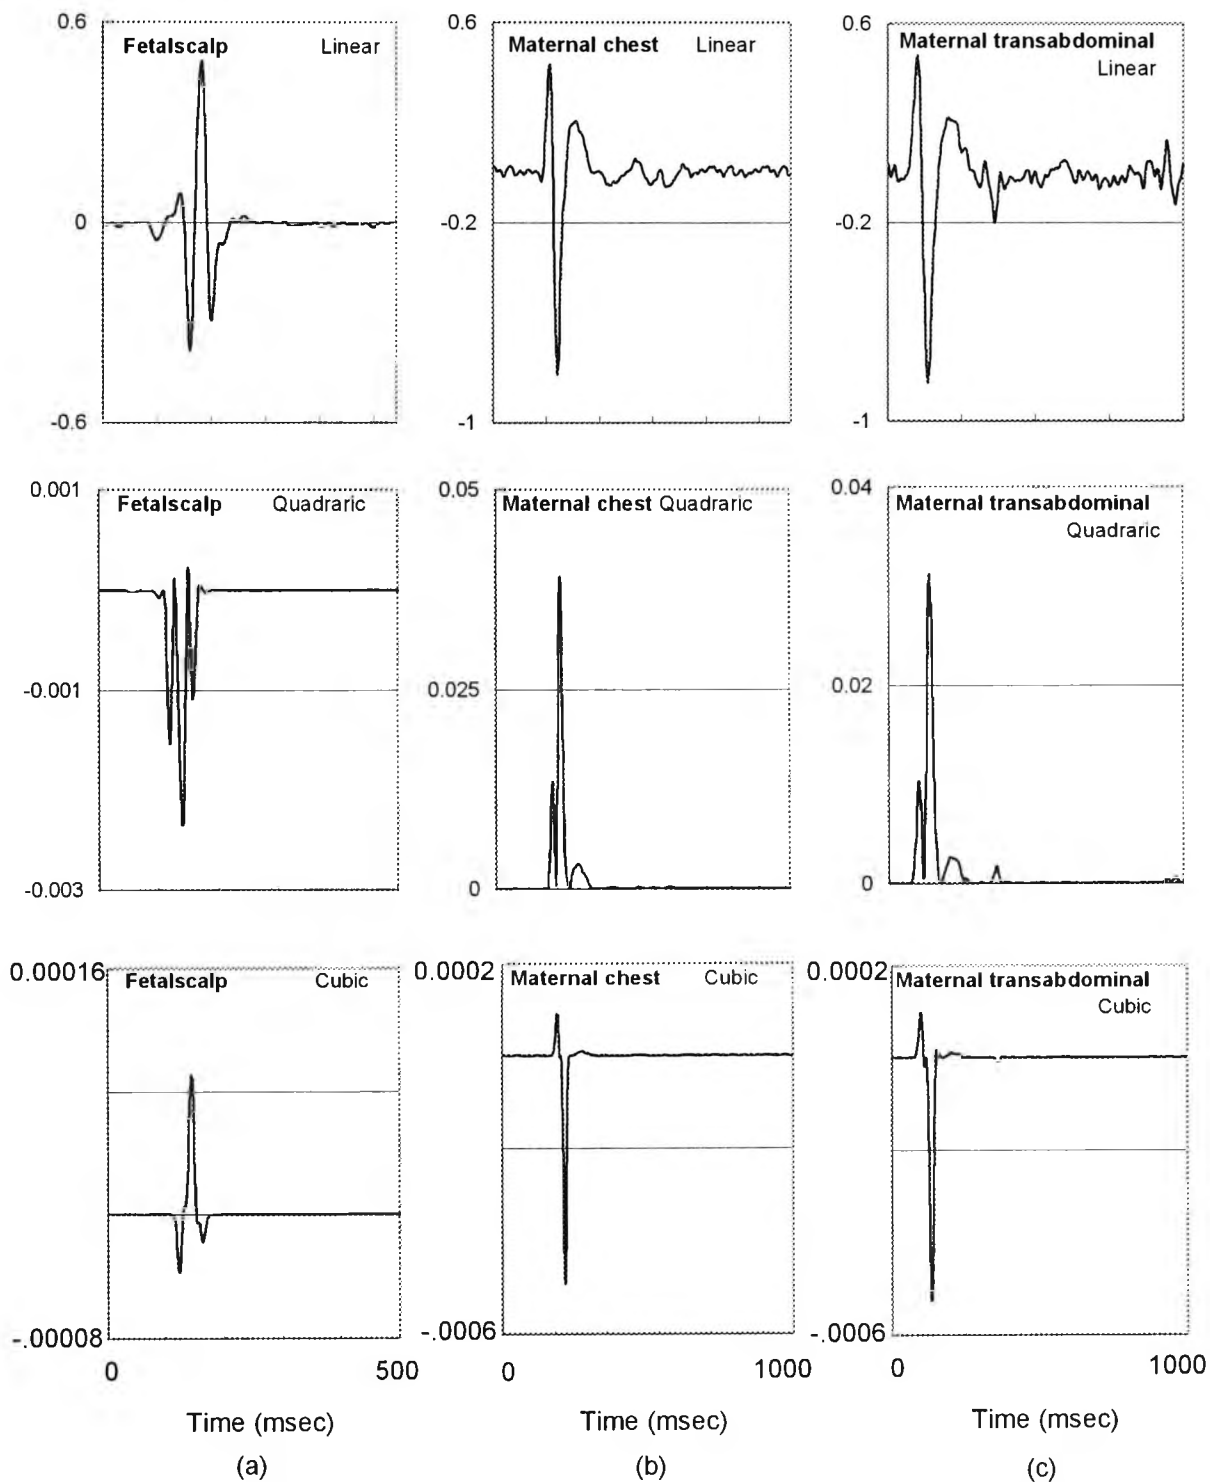 0.6
Fetalscalp Linear
0
-0.6
0.6
Maternal chest Linear
-0.2
-1
0.6
Maternal transabdominal
Linear
-0.2
-1
0.001
Fetalscalp Quadraric
-0.001
-0.003
0.05
Maternal chest Quadraric
0.025
0
0.04
Maternal transabdominal
Quadraric
0.02
0
0.00016
Fetalscalp Cubic
-.00008
0 500
Time (msec)
(a)
0.0002
Maternal chest Cubic
-.0006
0 1000
Time (msec)
(b)
0.0002
Maternal transabdominal
Cubic
-.0006
0 1000
Time (msec)
(c)